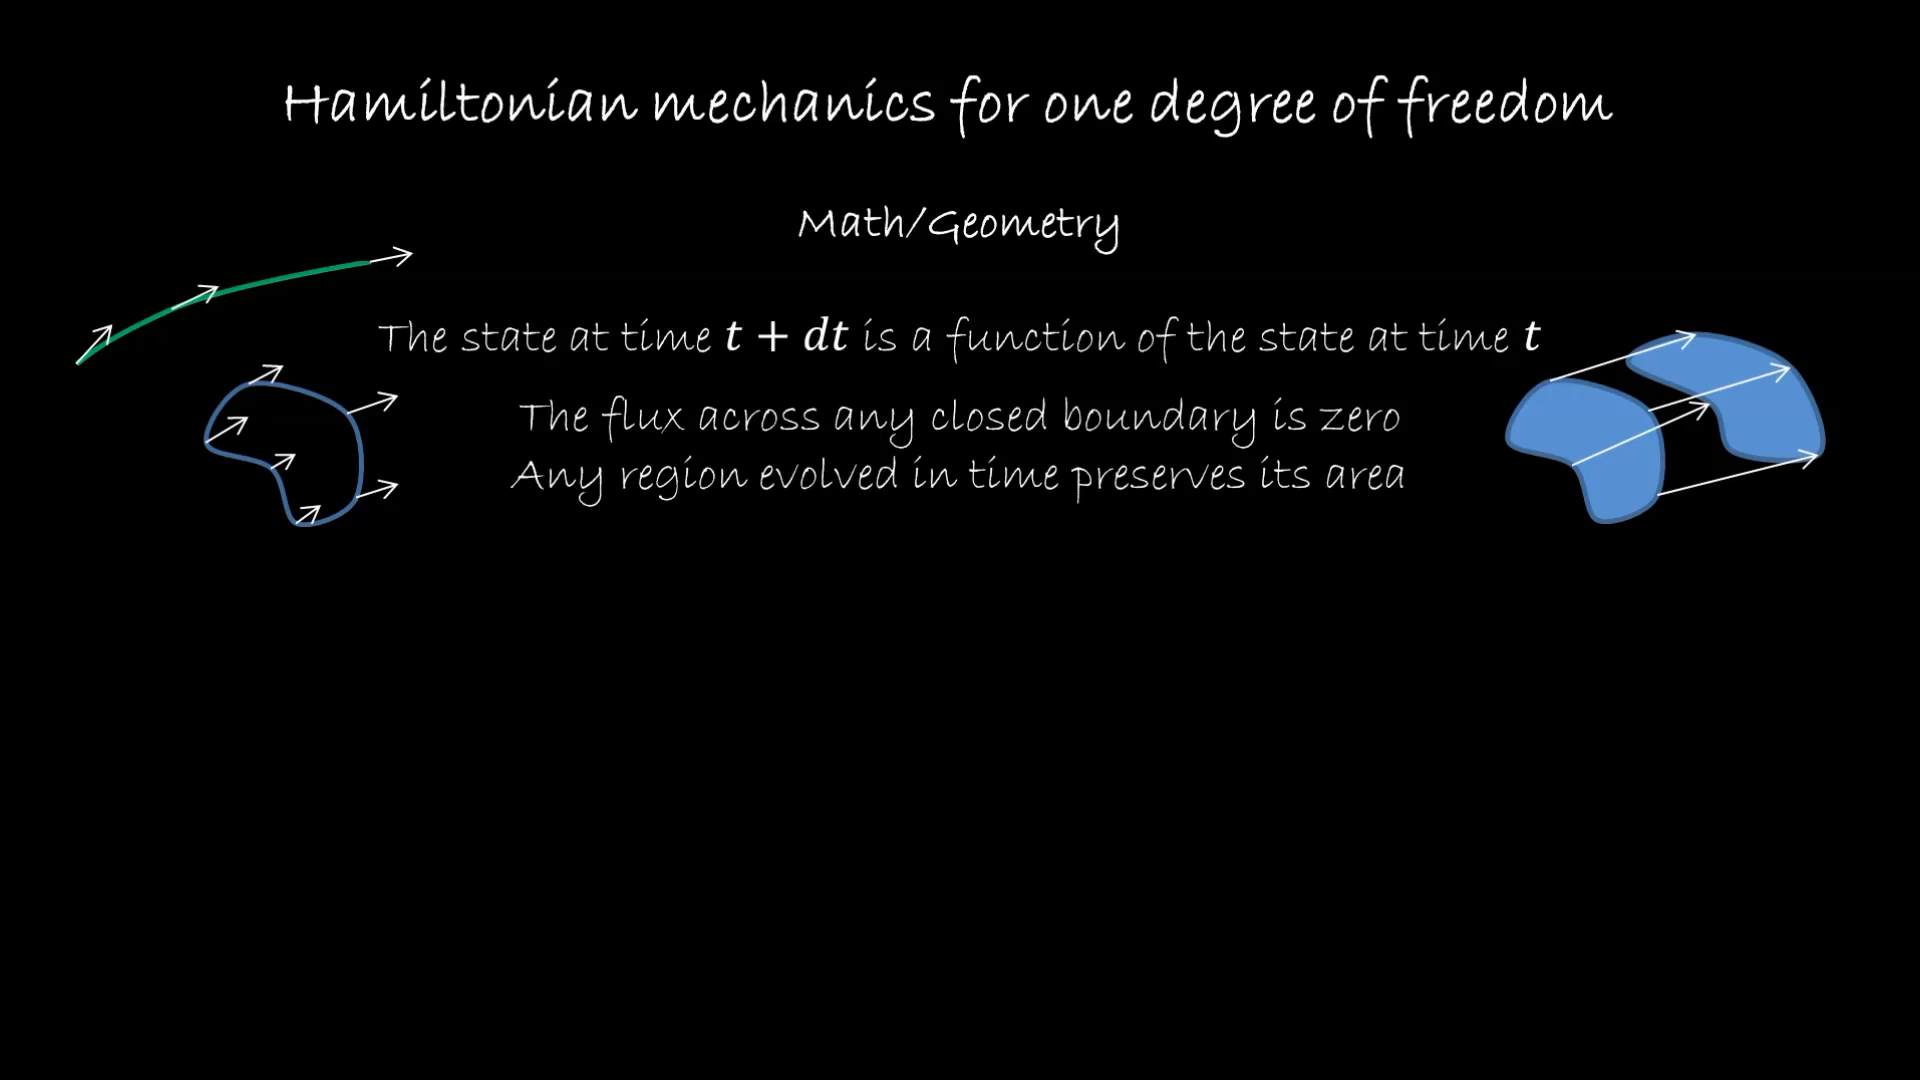 Hamiltonian mechanics for one degree of freedom
Math/Geometry
The state at time t + dt is a function of the state at time t
The flux across any closed boundary is zero
Any region evolved in time preserves its area